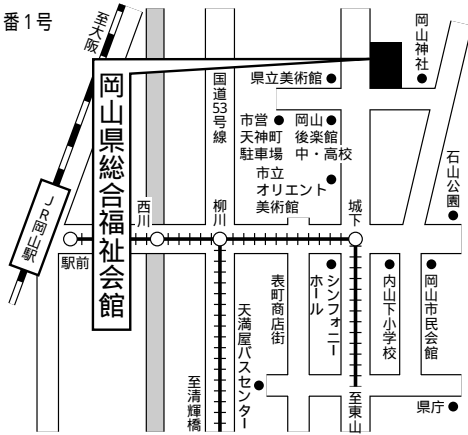 番1号
至大阪
岡山神社
県立美術館
国道53号線
岡山県総合福祉会館
市営
天神町
駐車場
岡山
後楽館
中・高校
市立
オリエント
美術館
石山公園
JR岡山駅
西川
柳川
城下
駅前
表町商店街
シンフォニー
ホール
内山下小学校
岡山市民会館
天満屋バスセンター
至清輝橋
至東山
県庁